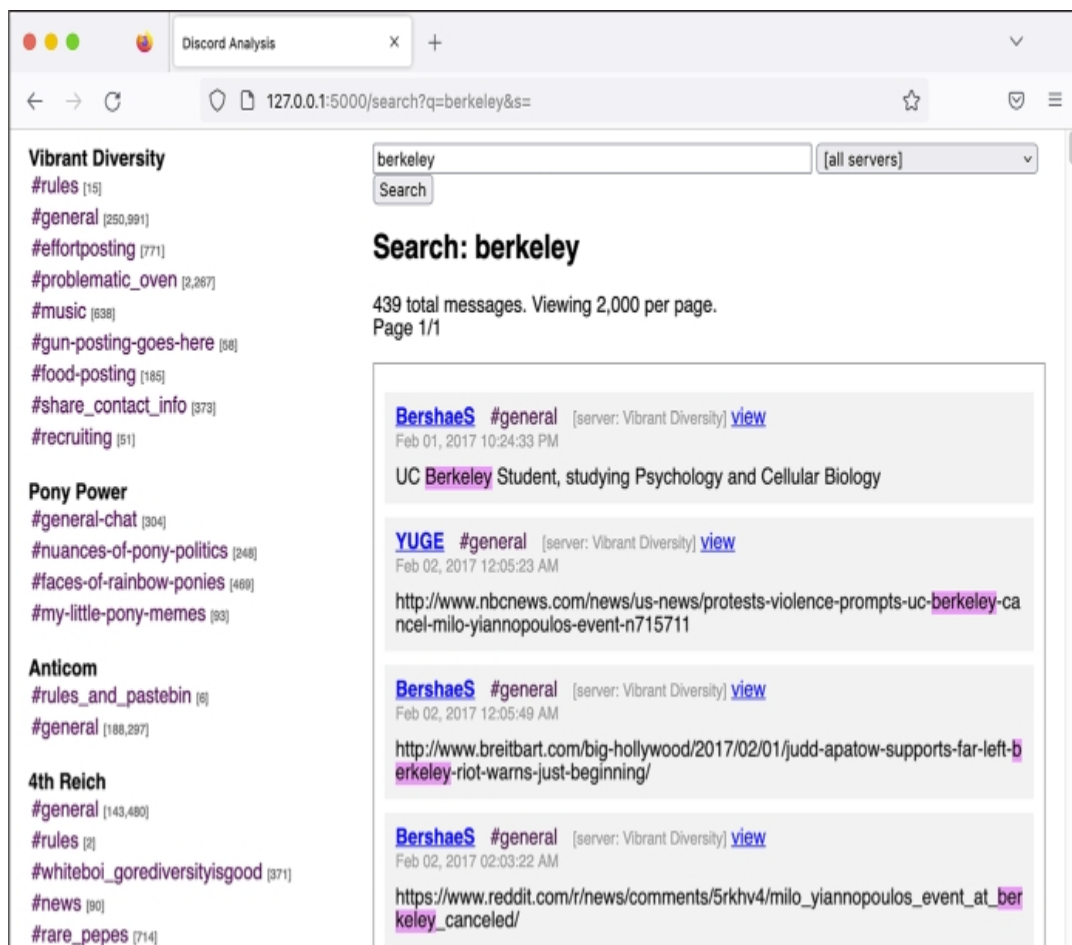 Discord Analysis
127.0.0.1:5000/search?q=berkeley&s=
Vibrant Diversity
#rules [15]
#general [250,991]
#effortposting [771]
#problematic_oven [2,267]
#music [638]
#gun-posting-goes-here [58]
#food-posting [185]
#share_contact_info [373]
#recruiting [51]
Pony Power
#general-chat [304]
#nuances-of-pony-politics [248]
#faces-of-rainbow-ponies [469]
#my-little-pony-memes [93]
Anticom
#rules_and_pastebin [6]
#general [188,297]
4th Reich
#general [143,480]
#rules [2]
#whiteboi_gorediversityisgood [371]
#news [90]
#rare_pepes [714]
berkeley
[all servers]
Search
Search: berkeley
439 total messages. Viewing 2,000 per page.
Page 1/1
BershaeS #general [server: Vibrant Diversity] view
Feb 01, 2017 10:24:33 PM
UC Berkeley Student, studying Psychology and Cellular Biology
YUGE #general [server: Vibrant Diversity] view
Feb 02, 2017 12:05:23 AM
http://www.nbcnews.com/news/us-news/protests-violence-prompts-uc-berkeley-ca
ncel-milo-yiannopoulos-event-n715711
BershaeS #general [server: Vibrant Diversity] view
Feb 02, 2017 12:05:49 AM
http://www.breitbart.com/big-hollywood/2017/02/01/judd-apatow-supports-far-left-b
erkeley-riot-warns-just-beginning/
BershaeS #general [server: Vibrant Diversity] view
Feb 02, 2017 02:03:22 AM
https://www.reddit.com/r/news/comments/5rkhv4/milo_yiannopoulos_event_at_ber
keley_canceled/